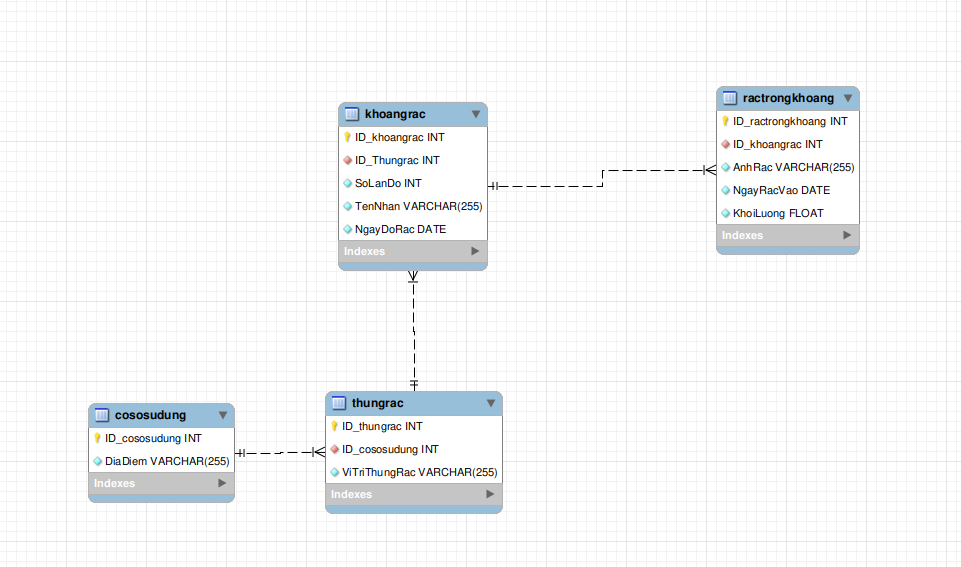 khoangrac
ID_khoangrac INT
ID_Thungrac INT
SoLanDo INT
TenNhan VARCHAR(255)
NgayDoRac DATE
Indexes
ractrongkhoang
ID_ractrongkhoang INT
ID_khoangrac INT
AnhRac VARCHAR(255)
NgayRacVao DATE
KhoiLuong FLOAT
Indexes
cososudung
ID_cososudung INT
DiaDiem VARCHAR(255)
Indexes
thungrac
ID_thungrac INT
ID_cososudung INT
ViTriThungRac VARCHAR(255)
Indexes